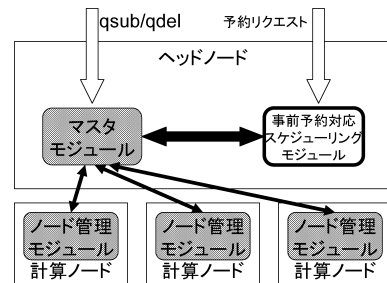 qsub/qdel
予約リクエスト
ヘッドノード
マスタ
モジュール
事前予約対応
スケジューリング
モジュール
ノード管理
モジュール
計算ノード
ノード管理
モジュール
計算ノード
ノード管理
モジュール
計算ノード